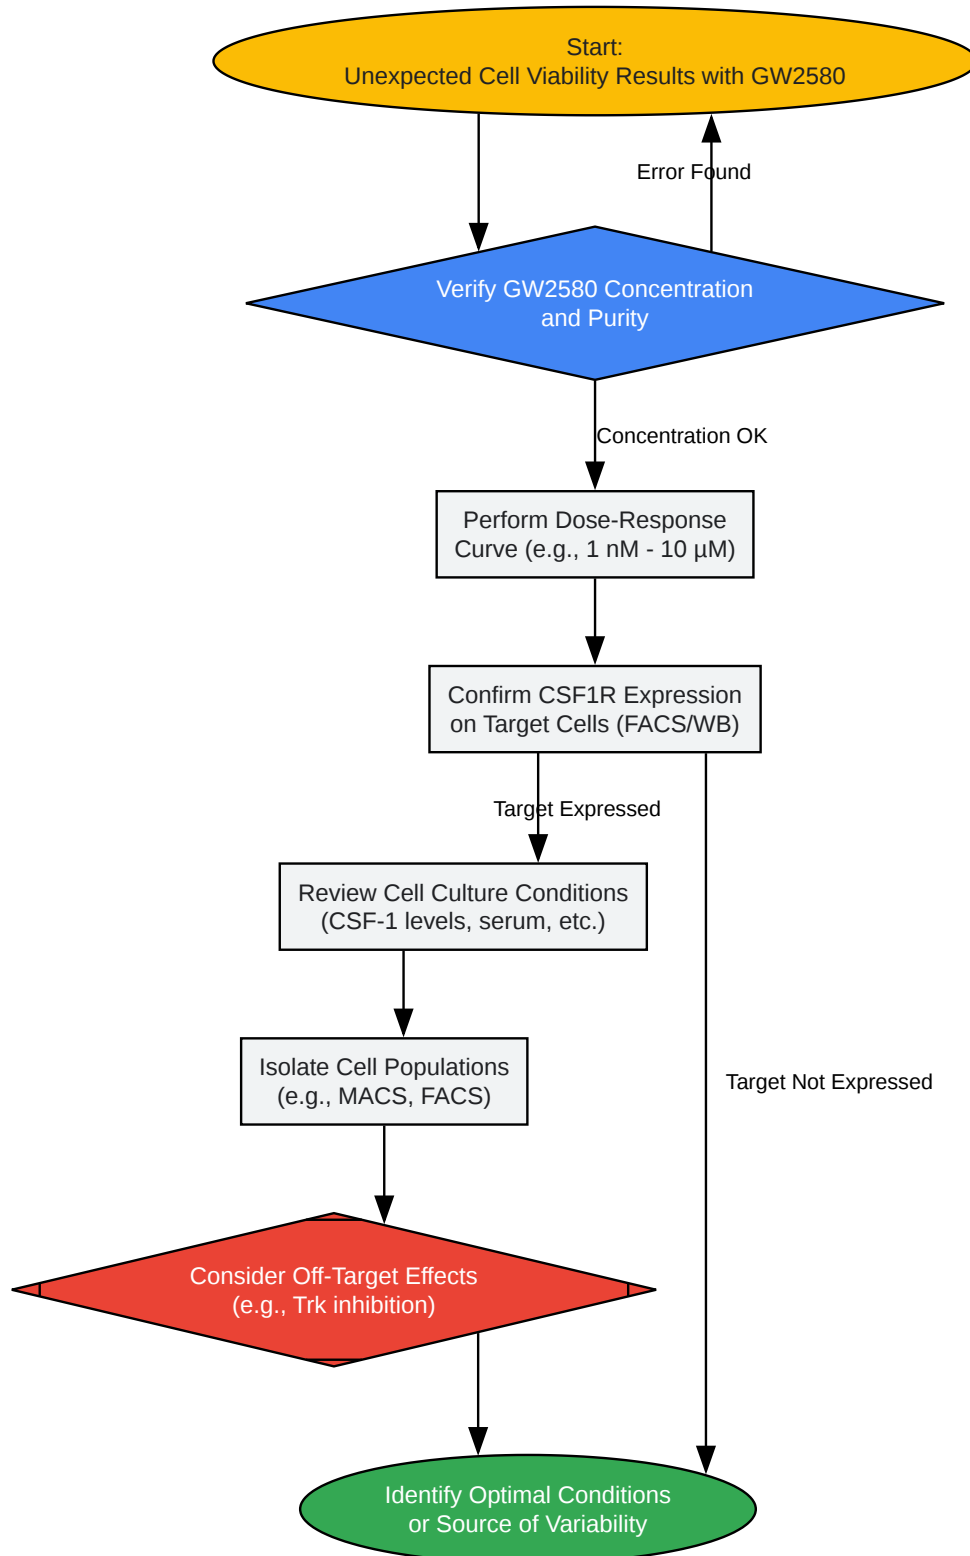 Start:
Unexpected Cell Viability Results with GW2580
Error Found
Verify GW2580 Concentration
and Purity
Concentration OK
Perform Dose-Response
Curve (e.g., 1 nM - 10 µM)
Confirm CSF1R Expression
on Target Cells (FACS/WB)
Target Expressed
Review Cell Culture Conditions
(CSF-1 levels, serum, etc.)
Isolate Cell Populations
(e.g., MACS, FACS)
Target Not Expressed
Consider Off-Target Effects
(e.g., Trk inhibition)
Identify Optimal Conditions
or Source of Variability